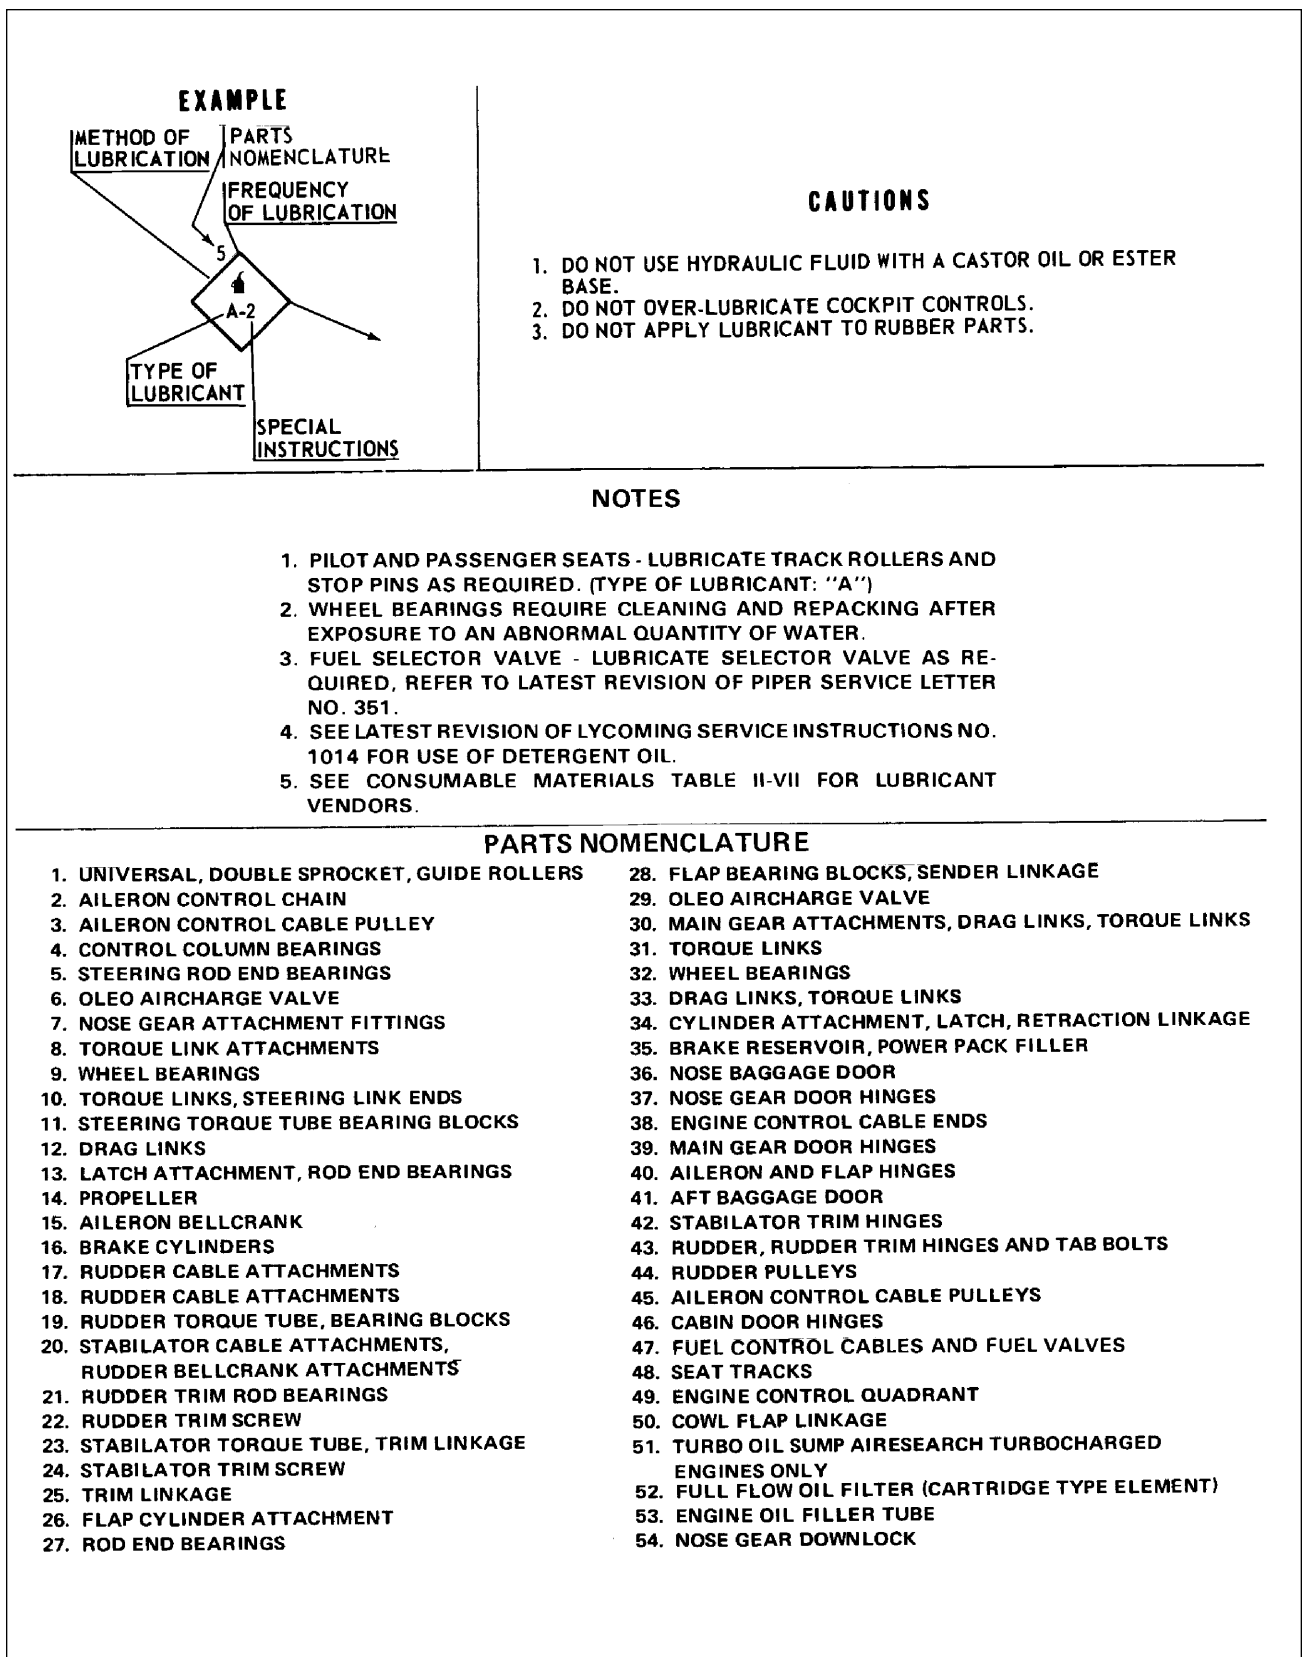 EXAMPLE
METHOD OF
LUBRICATION
PARTS
NOMENCLATURE
FREQUENCY
OF LUBRICATION
5
A-2
TYPE OF
LUBRICANT
SPECIAL
INSTRUCTIONS
CAUTIONS
1. DO NOT USE HYDRAULIC FLUID WITH A CASTOR OIL OR ESTER
BASE.
2. DO NOT OVER-LUBRICATE COCKPIT CONTROLS.
3. DO NOT APPLY LUBRICANT TO RUBBER PARTS.
NOTES
1. PILOT AND PASSENGER SEATS - LUBRICATE TRACK ROLLERS AND
STOP PINS AS REQUIRED. (TYPE OF LUBRICANT: "A")
2. WHEEL BEARINGS REQUIRE CLEANING AND REPACKING AFTER
EXPOSURE TO AN ABNORMAL QUANTITY OF WATER.
3. FUEL SELECTOR VALVE - LUBRICATE SELECTOR VALVE AS RE-
QUIRED, REFER TO LATEST REVISION OF PIPER SERVICE LETTER
NO. 351.
4. SEE LATEST REVISION OF LYCOMING SERVICE INSTRUCTIONS NO.
1014 FOR USE OF DETERGENT OIL.
5. SEE CONSUMABLE MATERIALS TABLE II-VII FOR LUBRICANT
VENDORS.
PARTS NOMENCLATURE
1. UNIVERSAL, DOUBLE SPROCKET, GUIDE ROLLERS
2. AILERON CONTROL CHAIN
3. AILERON CONTROL CABLE PULLEY
4. CONTROL COLUMN BEARINGS
5. STEERING ROD END BEARINGS
6. OLEO AIRCHARGE VALVE
7. NOSE GEAR ATTACHMENT FITTINGS
8. TORQUE LINK ATTACHMENTS
9. WHEEL BEARINGS
10. TORQUE LINKS, STEERING LINK ENDS
11. STEERING TORQUE TUBE BEARING BLOCKS
12. DRAG LINKS
13. LATCH ATTACHMENT, ROD END BEARINGS
14. PROPELLER
15. AILERON BELLCRANK
16. BRAKE CYLINDERS
17. RUDDER CABLE ATTACHMENTS
18. RUDDER CABLE ATTACHMENTS
19. RUDDER TORQUE TUBE, BEARING BLOCKS
20. STABILATOR CABLE ATTACHMENTS,
RUDDER BELLCRANK ATTACHMENTS
21. RUDDER TRIM ROD BEARINGS
22. RUDDER TRIM SCREW
23. STABILATOR TORQUE TUBE, TRIM LINKAGE
24. STABILATOR TRIM SCREW
25. TRIM LINKAGE
26. FLAP CYLINDER ATTACHMENT
27. ROD END BEARINGS
28. FLAP BEARING BLOCKS, SENDER LINKAGE
29. OLEO AIRCHARGE VALVE
30. MAIN GEAR ATTACHMENTS, DRAG LINKS, TORQUE LINKS
31. TORQUE LINKS
32. WHEEL BEARINGS
33. DRAG LINKS, TORQUE LINKS
34. CYLINDER ATTACHMENT, LATCH, RETRACTION LINKAGE
35. BRAKE RESERVOIR, POWER PACK FILLER
36. NOSE BAGGAGE DOOR
37. NOSE GEAR DOOR HINGES
38. ENGINE CONTROL CABLE ENDS
39. MAIN GEAR DOOR HINGES
40. AILERON AND FLAP HINGES
41. AFT BAGGAGE DOOR
42. STABILATOR TRIM HINGES
43. RUDDER, RUDDER TRIM HINGES AND TAB BOLTS
44. RUDDER PULLEYS
45. AILERON CONTROL CABLE PULLEYS
46. CABIN DOOR HINGES
47. FUEL CONTROL CABLES AND FUEL VALVES
48. SEAT TRACKS
49. ENGINE CONTROL QUADRANT
50. COWL FLAP LINKAGE
51. TURBO OIL SUMP AIRESEARCH TURBOCHARGED
ENGINES ONLY
52. FULL FLOW OIL FILTER (CARTRIDGE TYPE ELEMENT)
53. ENGINE OIL FILLER TUBE
54. NOSE GEAR DOWNLOCK